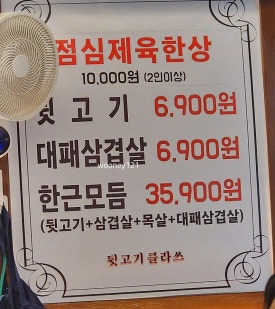 점심제육한상
10,000원 (2인이상)
뒷고기 6,900원
대패삼겹살 6,900원
wooney121
한근모듬 35,900원
(뒷고기+삼겹살+목살+대패삼겹살)
뒷고기클라쓰